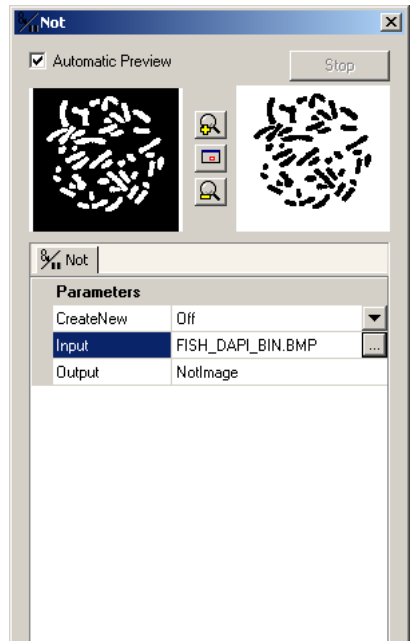 Not
Automatic Preview
Stop
Not
Parameters
CreateNew Off
Input FISH_DAPI_BIN.BMP ...
Output NotImage